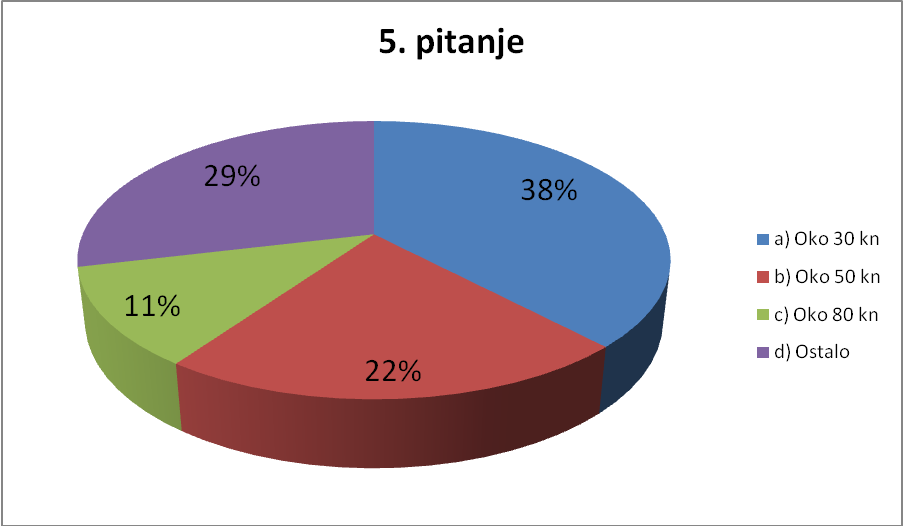 5. pitanje
29%
38%
11%
22%
a) Oko 30 kn
b) Oko 50 kn
c) Oko 80 kn
d) Ostalo